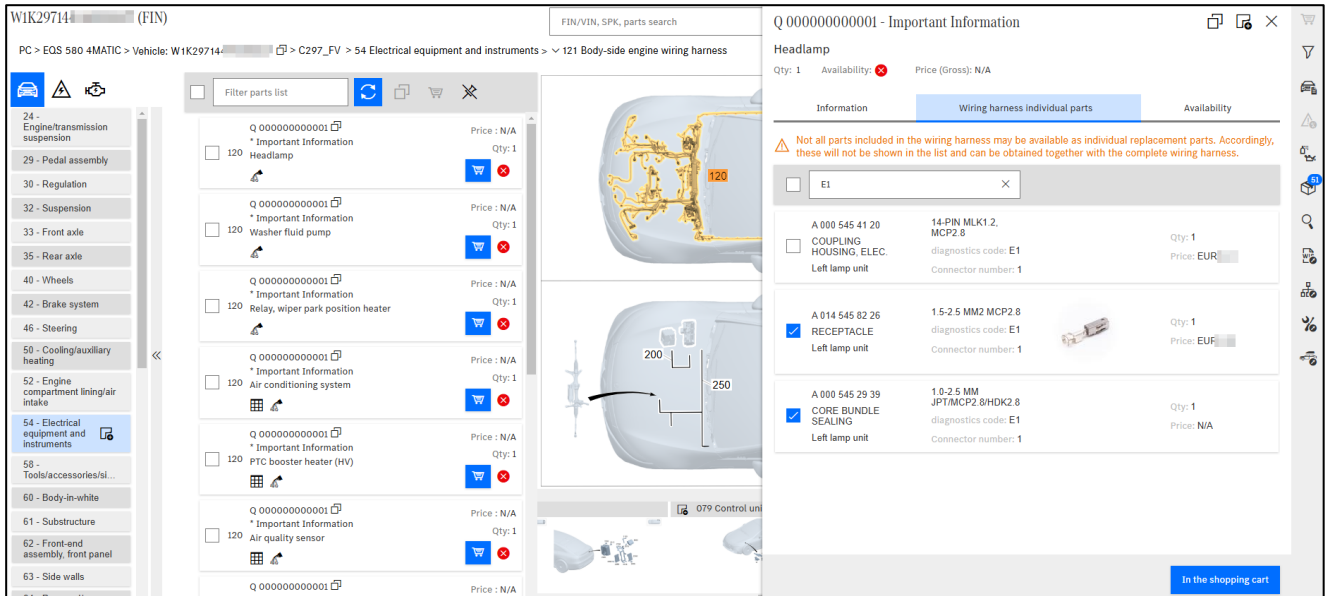 W1K29714 (FIN)
FIN/VIN, SPK, parts search
PC > EQS 580 4MATIC > Vehicle: W1K29714 > C297_FV > 54 Electrical equipment and instruments > 121 Body-side engine wiring harness
24 -
Engine/transmission
suspension
29 - Pedal assembly
30 - Regulation
32 - Suspension
33 - Front axle
35 - Rear axle
40 - Wheels
42 - Brake system
46 - Steering
50 - Cooling/auxiliary
heating
52 - Engine
compartment lining/air
intake
54 - Electrical
equipment and
instruments
58 -
Tools/accessories/si...
60 - Body-in-white
61 - Substructure
62 - Front-end
assembly, front panel
63 - Side walls
Filter parts list
Q 000000000001
* Important Information
120 Headlamp
Price : N/A
Qty: 1
Q 000000000001
* Important Information
120 Washer fluid pump
Price : N/A
Qty: 1
Q 000000000001
* Important Information
120 Relay, wiper park position heater
Price : N/A
Qty: 1
Q 000000000001
* Important Information
120 Air conditioning system
Price : N/A
Qty: 1
Q 000000000001
* Important Information
120 PTC booster heater (HV)
Price : N/A
Qty: 1
Q 000000000001
* Important Information
120 Air quality sensor
Price : N/A
Qty: 1
Q 000000000001
Price : N/A
120
200
250
079 Control uni
Q 000000000001 - Important Information
Headlamp
Qty: 1 Availability: Price (Gross): N/A
Information
Wiring harness individual parts
Availability
Not all parts included in the wiring harness may be available as individual replacement parts. Accordingly,
these will not be shown in the list and can be obtained together with the complete wiring harness.
E1
A 000 545 41 20
COUPLING
HOUSING, ELEC.
Left lamp unit
14-PIN MLK1.2,
MCP2.8
diagnostics code: E1
Connector number: 1
Qty: 1
Price: EUR
A 014 545 82 26
RECEPTACLE
Left lamp unit
1.5-2.5 MM2 MCP2.8
diagnostics code: E1
Connector number: 1
Qty: 1
Price: EUR
A 000 545 29 39
CORE BUNDLE
SEALING
Left lamp unit
1.0-2.5 MM
JPT/MCP2.8/HDK2.8
diagnostics code: E1
Connector number: 1
Qty: 1
Price: N/A
In the shopping cart
51
WIS